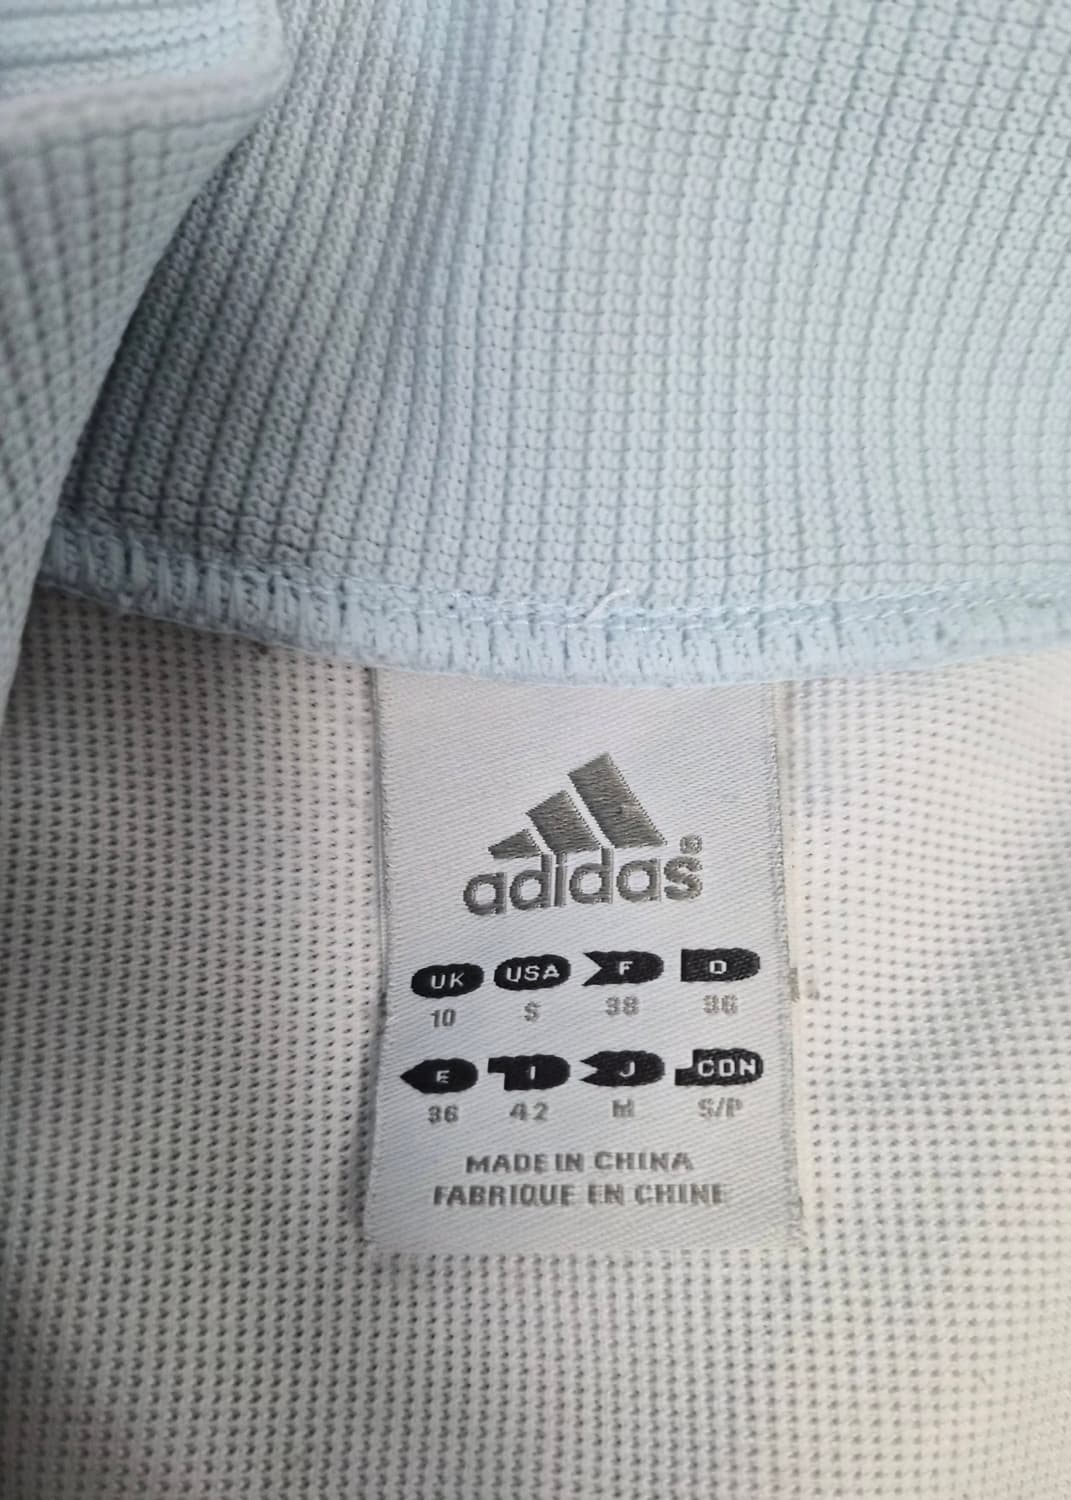 adidas®
UK USA F D
10 S 38 36
E I J CDN
36 42 M S/P
MADE IN CHINA
FABRIQUE EN CHINE